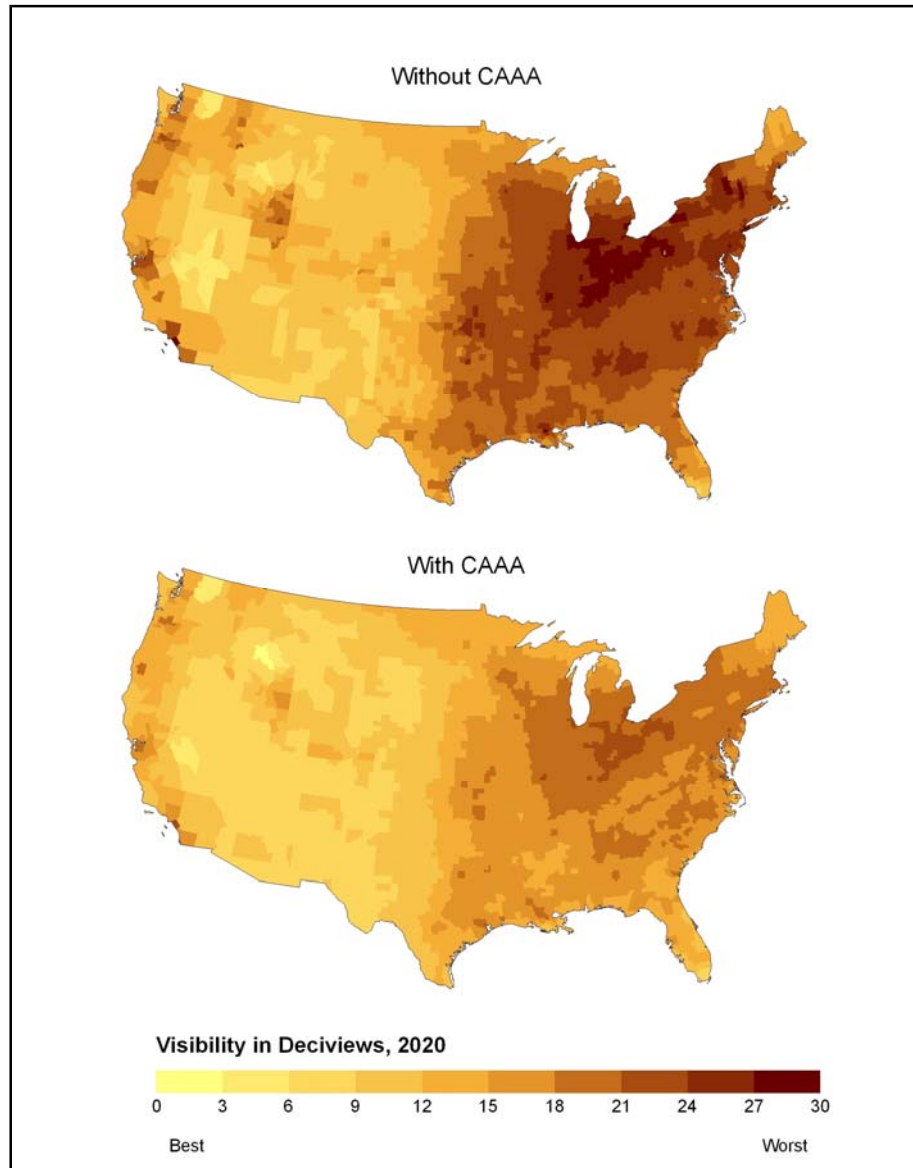 Without CAAA
With CAAA
Visibility in Deciviews, 2020
0 3 6 9 12 15 18 21 24 27 30
Best Worst